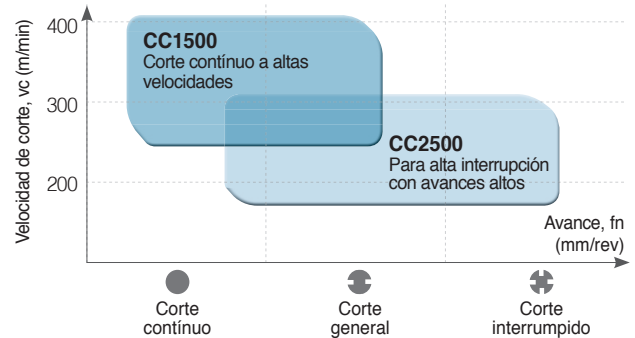 Velocidad de corte, vc (m/min)
400
300
200
CC1500
Corte contínuo a altas
velocidades
CC2500
Para alta interrupción
con avances altos
Avance, fn
(mm/rev)
Corte
contínuo
Corte
general
Corte
interrumpido